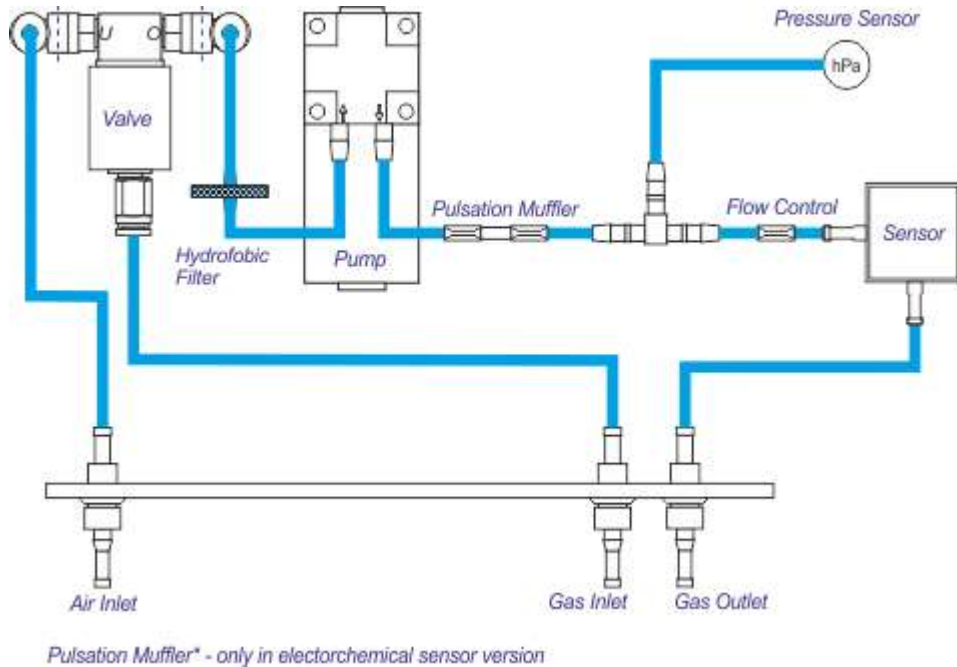 Pressure Sensor
hPa
U
O
Valve
Pulsation Muffler
Flow Control
Sensor
Hydrofobic
Filter
Pump
Air Inlet
Gas Inlet
Gas Outlet
Pulsation Muffler* - only in electorchemical sensor version